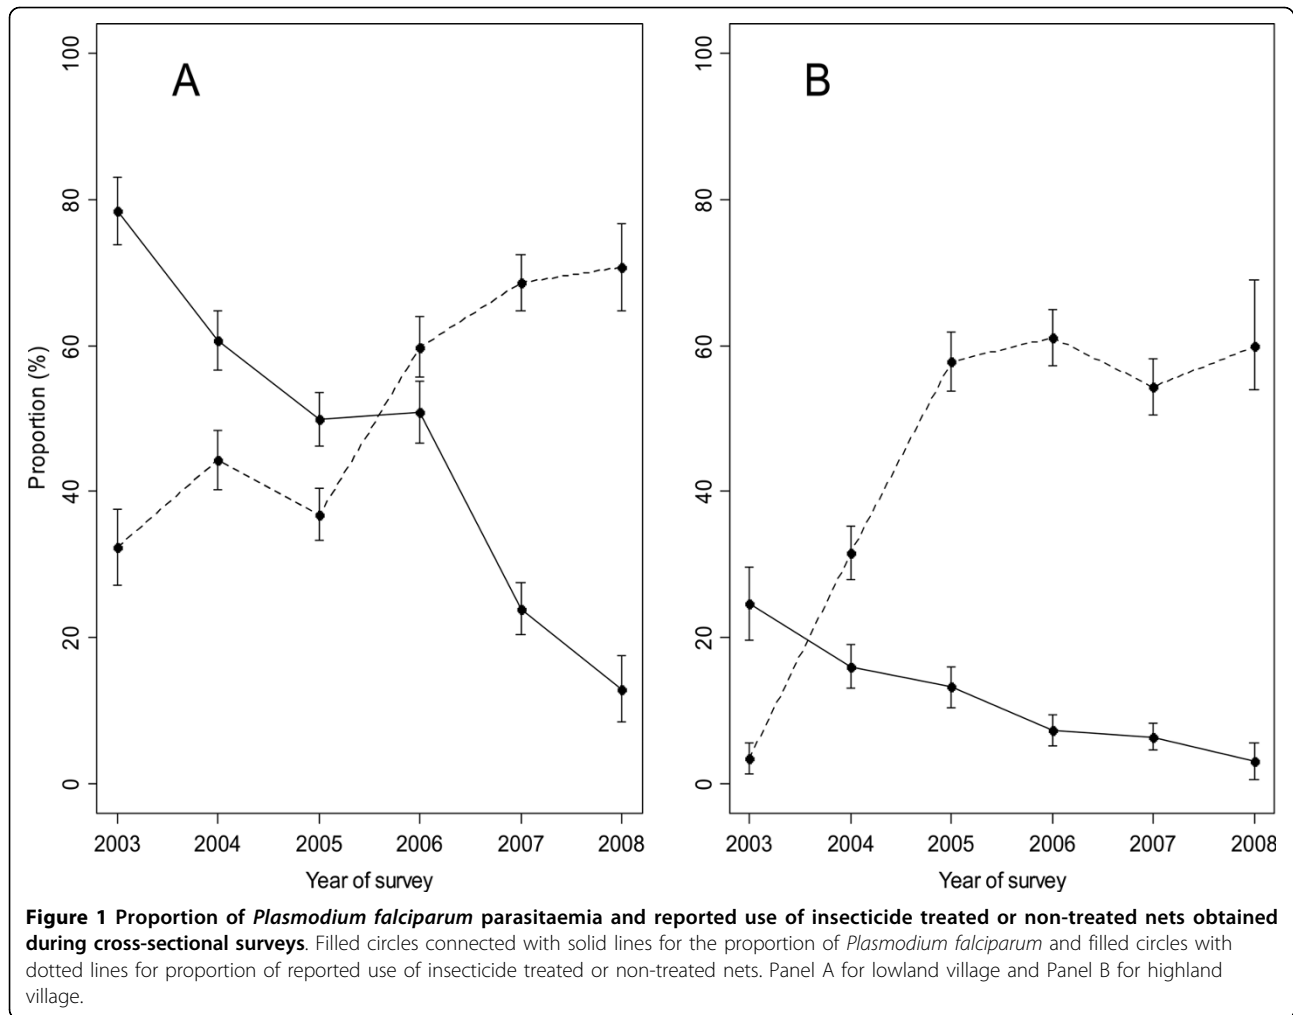 A
B
100
80
60
40
20
0
Proportion (%)
2003 2004 2005 2006 2007 2008
Year of survey
100
80
60
40
20
0
2003 2004 2005 2006 2007 2008
Year of survey
Figure 1 Proportion of Plasmodium falciparum parasitaemia and reported use of insecticide treated or non-treated nets obtained
during cross-sectional surveys. Filled circles connected with solid lines for the proportion of Plasmodium falciparum and filled circles with
dotted lines for proportion of reported use of insecticide treated or non-treated nets. Panel A for lowland village and Panel B for highland
village.